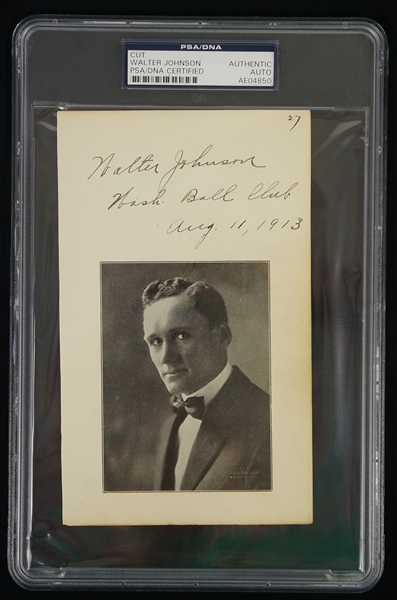 PSA/DNA
CUT
WALTER JOHNSON
PSA/DNA CERTIFIED
AUTHENTIC
AUTO
AE04850
27
Walter Johnson
Wash. Ball Club
Aug. 11, 1913